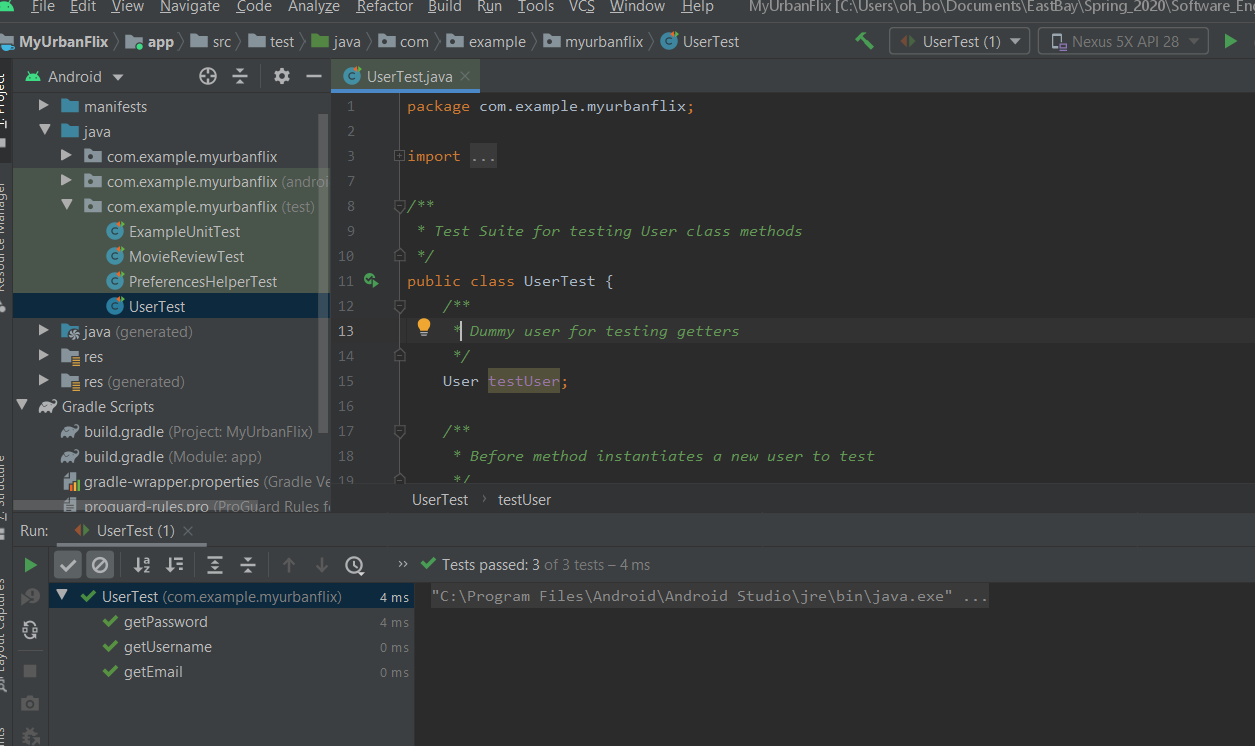 File Edit View Navigate Code Analyze Refactor Build Run Tools VCS Window Help MyUrbanFlix [C:\Users\oh_bo\Documents\EastBay\Spring_2020\Software_Ene
MyUrbanFlix app src test java com example myurbanflix UserTest UserTest (1) Nexus 5X API 28
Android
UserTest.java
manifests
java
com.example.myurbanflix
com.example.myurbanflix (androi
com.example.myurbanflix (test)
ExampleUnitTest
MovieReviewTest
PreferencesHelperTest
UserTest
java (generated)
res
res (generated)
Gradle Scripts
build.gradle (Project: MyUrbanFlix)
build.gradle (Module: app)
gradle-wrapper.properties (Gradle Ve
proguard-rules.pro (ProGuard Rules f
1 package com.example.myurbanflix;
2
3 import ...
7
8 /**
9 * Test Suite for testing User class methods
10 */
11 public class UserTest {
12 /**
13 * Dummy user for testing getters
14 */
15 User testUser;
16
17 /**
18 * Before method instantiates a new user to test
19 */
UserTest › testUser
Resource Manager
Layout Captures
Run: UserTest (1)
» Tests passed: 3 of 3 tests – 4 ms
UserTest (com.example.myurbanflix) 4 ms
getPassword 4 ms
getUsername 0 ms
getEmail 0 ms
"C:\Program Files\Android\Android Studio\jre\bin\java.exe" ...